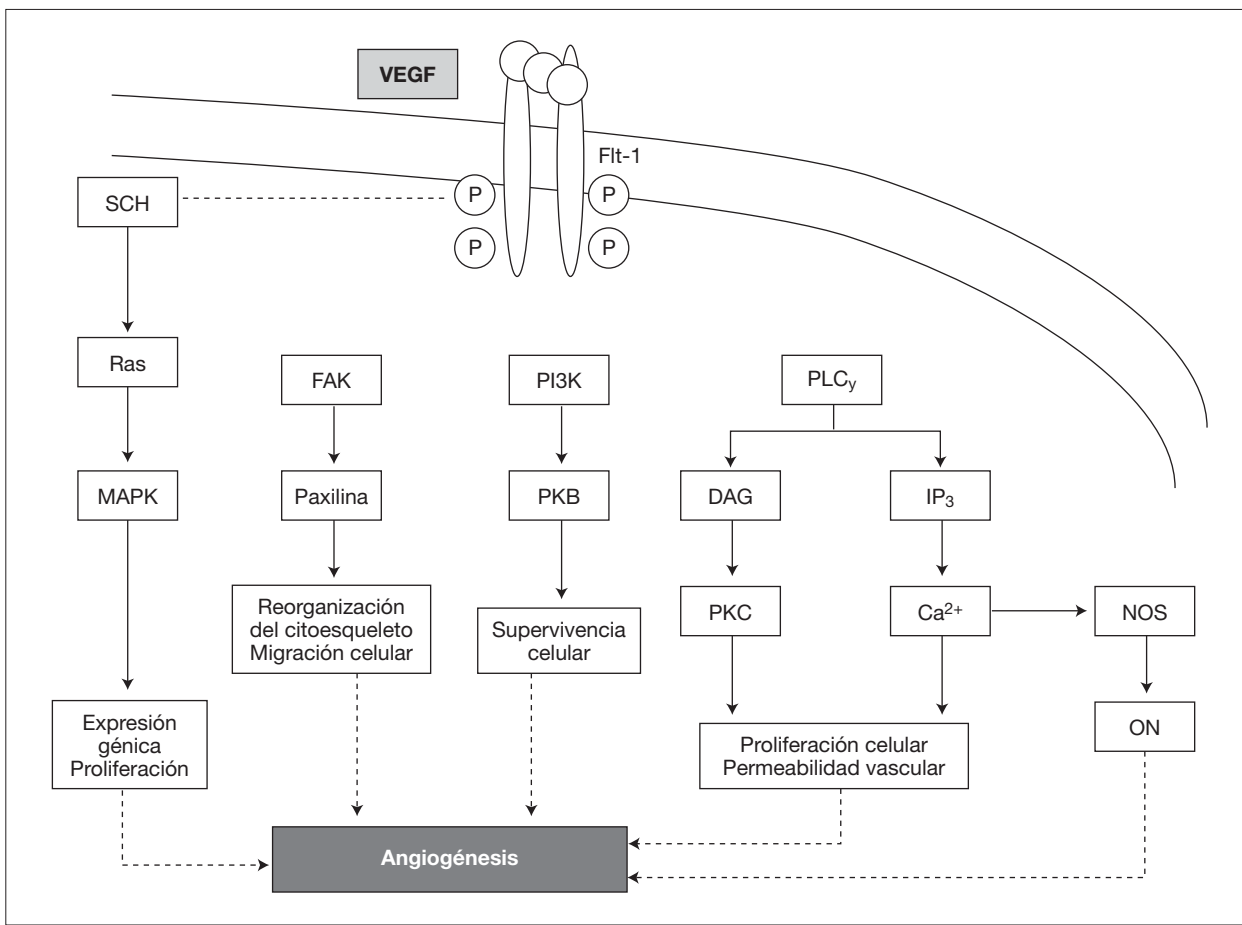 VEGF
Flt-1
P
P
P
P
SCH
Ras
FAK
PI3K
PLCy
MAPK
Paxilina
PKB
DAG
IP3
Reorganización
del citoesqueleto
Migración celular
Supervivencia
celular
PKC
Ca2+
NOS
Expresión
génica
Proliferación
Proliferación celular
Permeabilidad vascular
ON
Angiogénesis